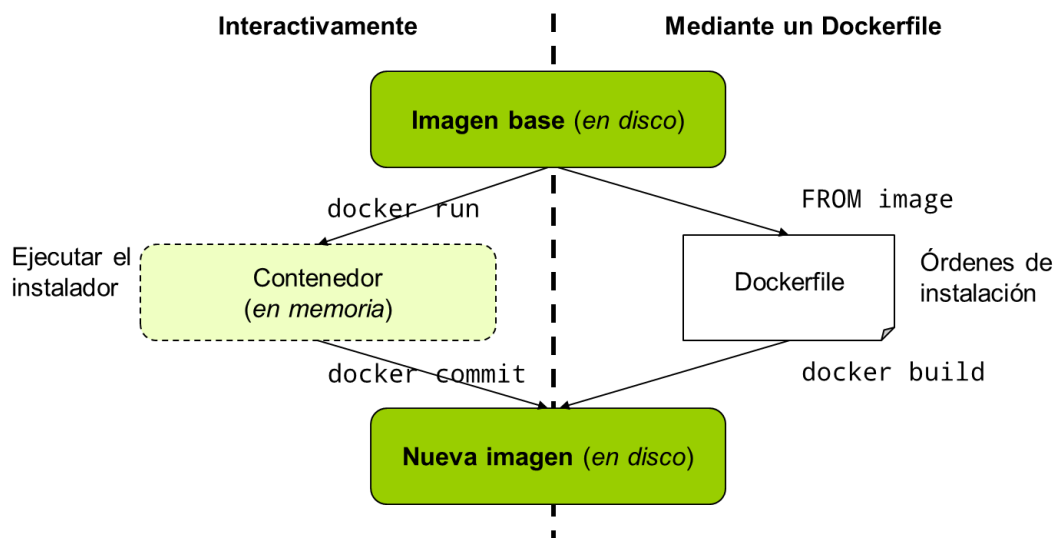 Interactivamente
Mediante un Dockerfile
Imagen base (en disco)
docker run
FROM image
Ejecutar el
instalador
Contenedor
(en memoria)
Dockerfile
Órdenes de
instalación
docker commit
docker build
Nueva imagen (en disco)